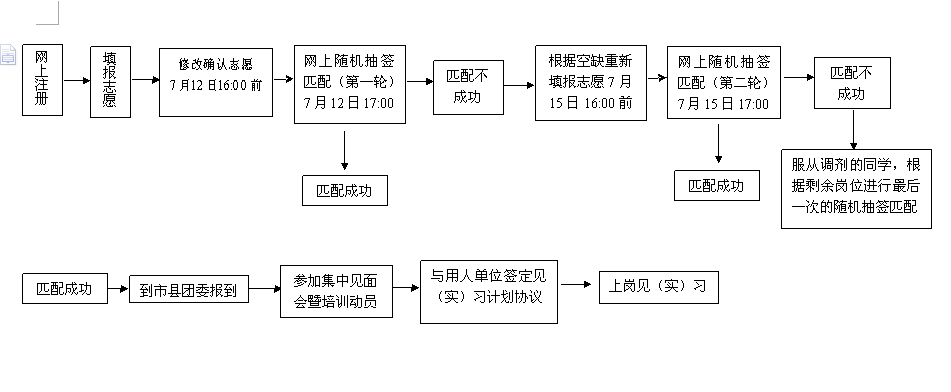 网上注册
填报志愿
修改确认志愿
7月12日16:00前
网上随机抽签
匹配（第一轮）
7月12日17:00
匹配不
成功
根据空缺重新
填报志愿7月
15日16:00前
网上随机抽签
匹配（第二轮）
7月15日17:00
匹配不
成功
匹配成功
匹配成功
服从调剂的同学，根
据剩余岗位进行最后
一次的随机抽签匹配
匹配成功
到市县团委报到
参加集中见面
会暨培训动员
与用人单位签定见
（实）习计划协议
上岗见（实）习